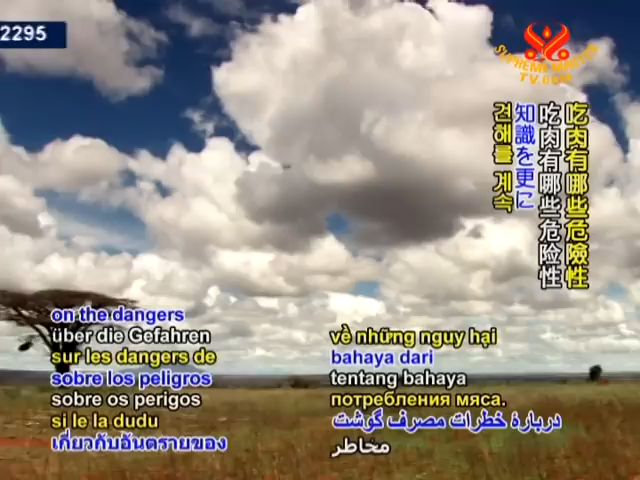 2295
SUPREME MASTER
TV
吃肉有哪些危險性
吃肉有哪些危险性
知識を更に
견해를 계속
on the dangers
über die Gefahren
sur les dangers de
sobre los peligros
sobre os perigos
si le la dudu
เกี่ยวกับอันตรายของ
về những nguy hại
bahaya dari
tentang bahaya
потребления мяса.
دربارهٔ خطرات مصرف گوشت
مخاطر